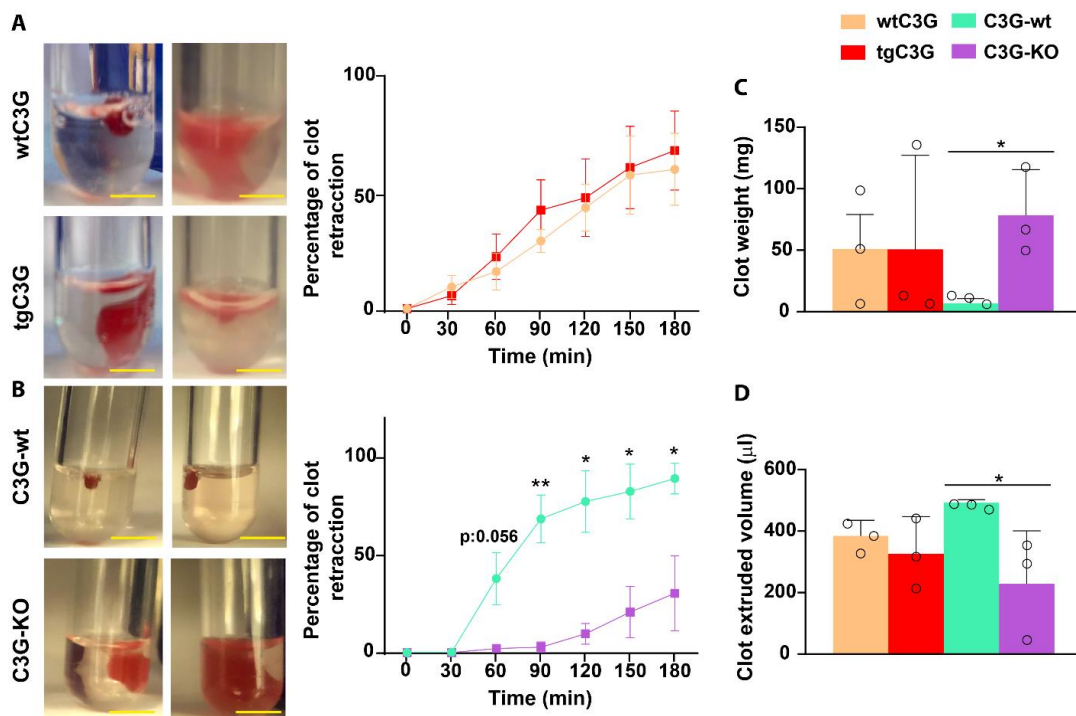 A
wtC3G
tgC3G
Percentage of clot
retracction
100
50
0
0 30 60 90 120 150 180
Time (min)
B
C3G-wt
C3G-KO
Percentage of clot
retracction
100
50
0
p:0.056
**
*
*
*
0 30 60 90 120 150 180
Time (min)
wtC3G C3G-wt
tgC3G C3G-KO
C
Clot weight (mg)
150
100
50
0
*
D
Clot extruded volume (µl)
600
400
200
0
*